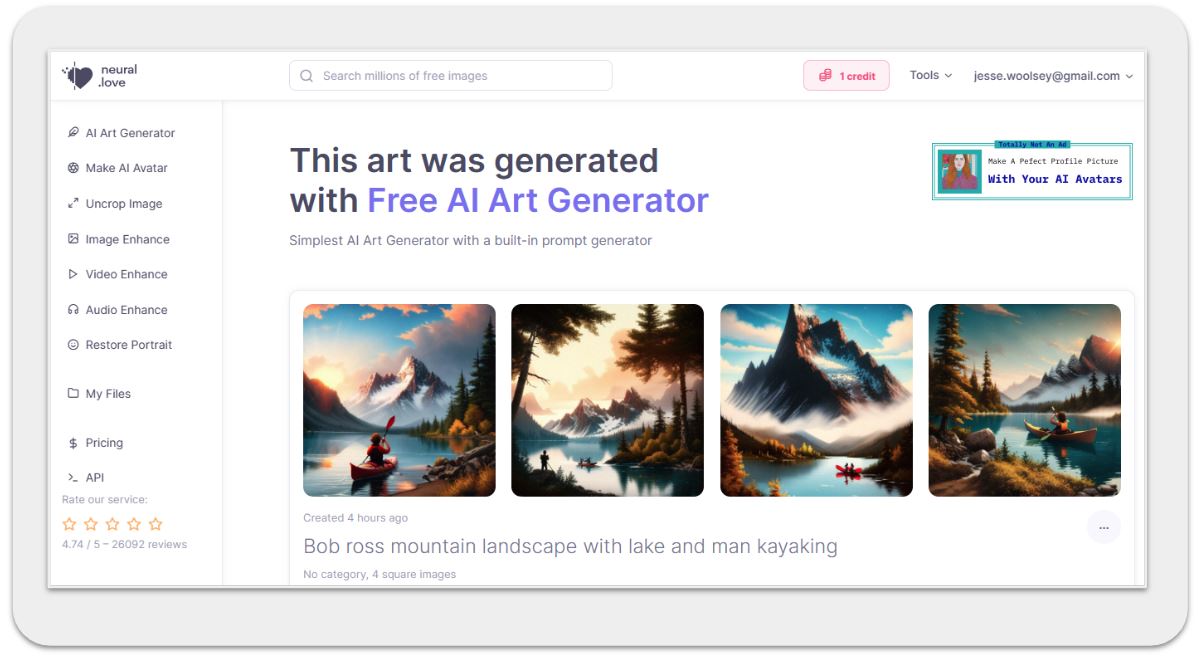 neural
.love
Search millions of free images
1 credit
Tools
jesse.woolsey@gmail.com
AI Art Generator
Make AI Avatar
Uncrop Image
Image Enhance
Video Enhance
Audio Enhance
Restore Portrait
My Files
Pricing
API
Rate our service:
4.74 / 5 – 26092 reviews
This art was generated
with Free AI Art Generator
Simplest AI Art Generator with a built-in prompt generator
Totally Not An Ad
Make A Pefect Profile Picture
With Your AI Avatars
Created 4 hours ago
...
Bob ross mountain landscape with lake and man kayaking
No category, 4 square images